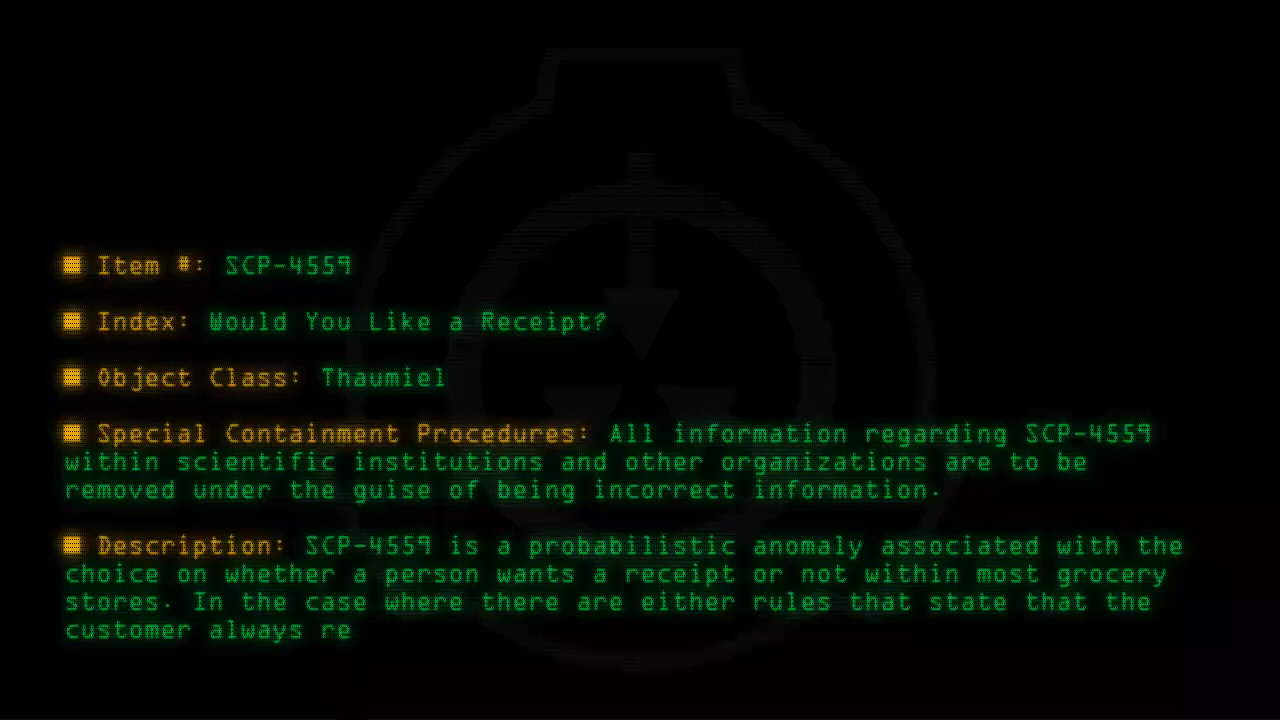 ■ Item #: SCP-4559
■ Index: Would You Like a Receipt?
■ Object Class: Thaumiel
■ Special Containment Procedures: All information regarding SCP-4559
within scientific institutions and other organizations are to be
removed under the guise of being incorrect information.
■ Description: SCP-4559 is a probabilistic anomaly associated with the
choice on whether a person wants a receipt or not within most grocery
stores. In the case where there are either rules that state that the
customer always re